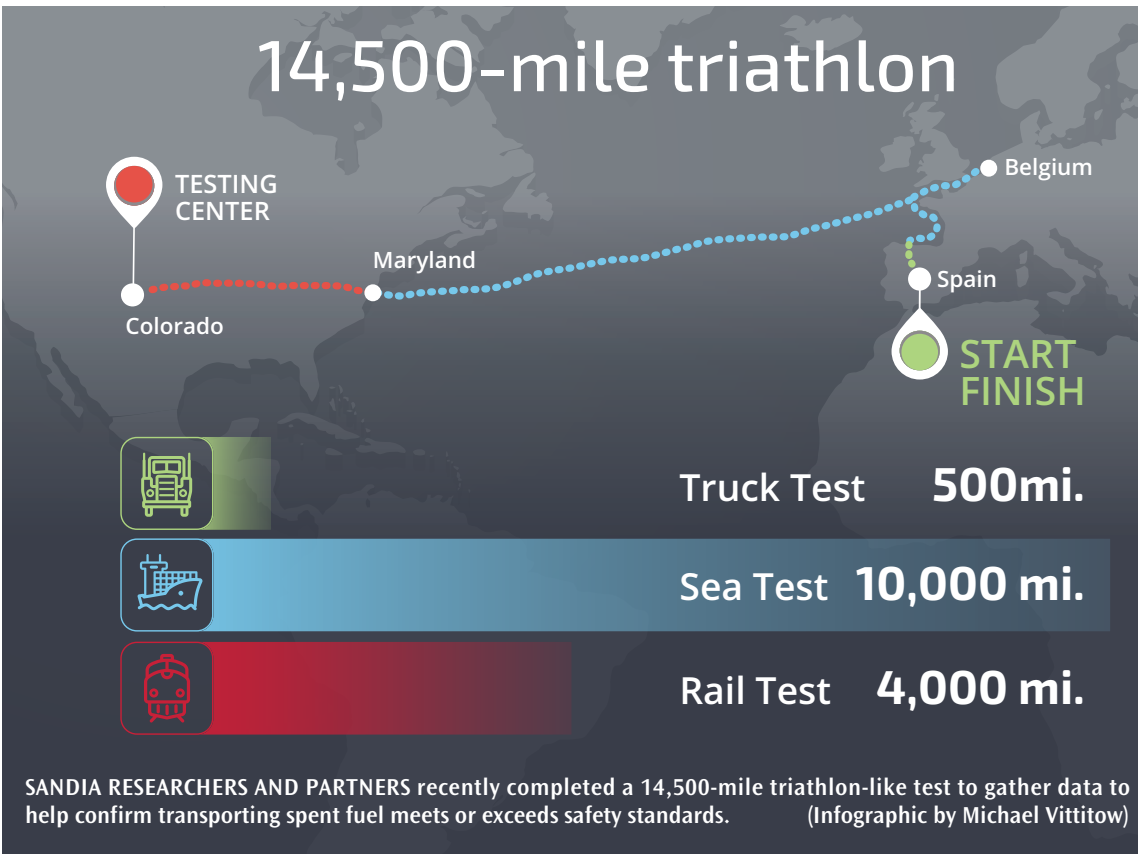 14,500-mile triathlon
TESTING
CENTER
Belgium
Maryland
Spain
Colorado
START
FINISH
Truck Test 500mi.
Sea Test 10,000 mi.
Rail Test 4,000 mi.
SANDIA RESEARCHERS AND PARTNERS recently completed a 14,500-mile triathlon-like test to gather data to
help confirm transporting spent fuel meets or exceeds safety standards. (Infographic by Michael Vittitow)